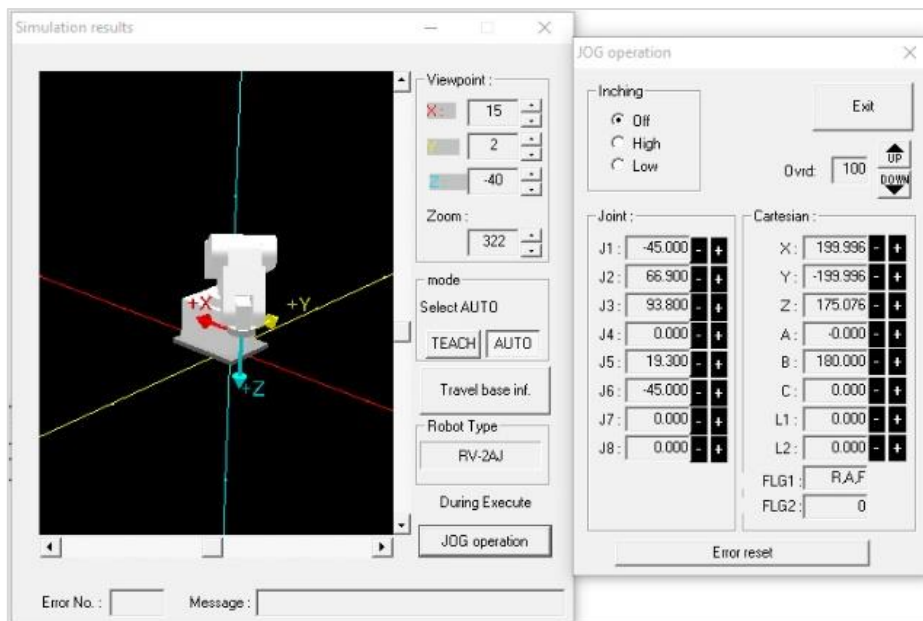 Simulation results
+X
+Y
+Z
Viewpoint :
X: 15
Y 2
Z -40
Zoom :
322
mode
Select AUTO
TEACH AUTO
Travel base inf.
Robot Type
RV-2AJ
During Execute
JOG operation
Error No. :
Message :
JOG operation
Inching
Off
High
Low
Exit
Ovrd: 100
UP
DOWN
Joint :
J1 : -45.000 - +
J2 : 66.900 - +
J3 : 93.800 - +
J4 : 0.000 - +
J5 : 19.300 - +
J6 : -45.000 - +
J7 : 0.000 - +
J8 : 0.000 - +
Cartesian :
X : 199.996 - +
Y : -199.996 - +
Z : 175.076 - +
A : -0.000 - +
B : 180.000 - +
C : 0.000 - +
L1 : 0.000 - +
L2 : 0.000 - +
FLG1 : R,A,F
FLG2 : 0
Error reset